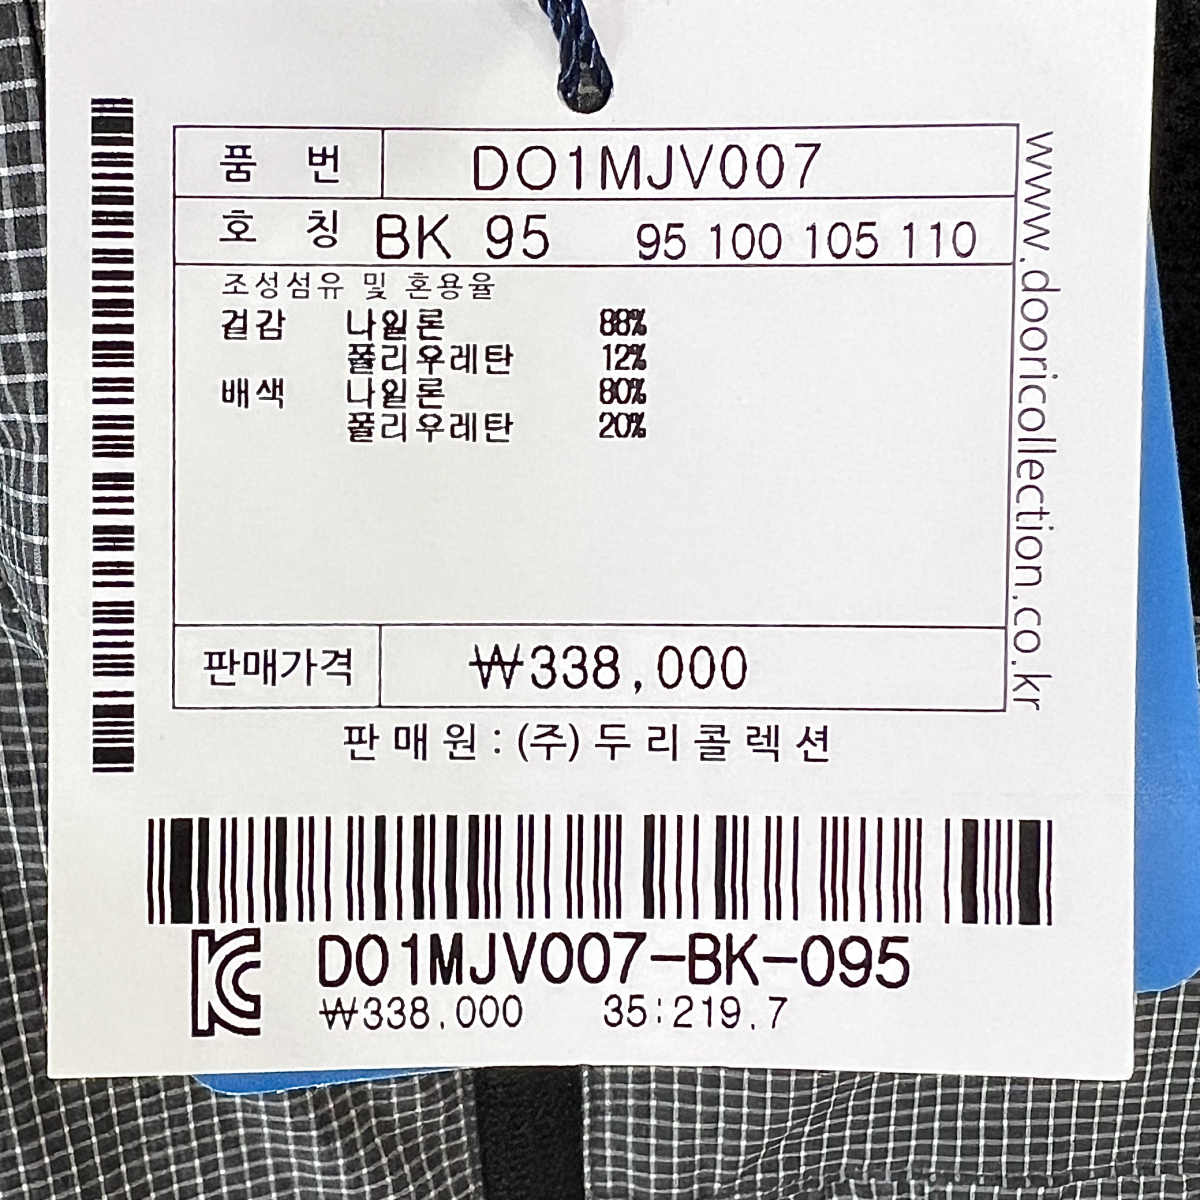 품 번 DO1MJV007
호 칭 BK 95 95 100 105 110
조성섬유 및 혼용율
겉감 나일론 88%
폴리우레탄 12%
배색 나일론 80%
폴리우레탄 20%
판매가격 ₩338,000
판매원:(주)두리콜렉션
www.dooricollection.co.kr
KC DO1MJV007-BK-095
₩338,000 35:219.7